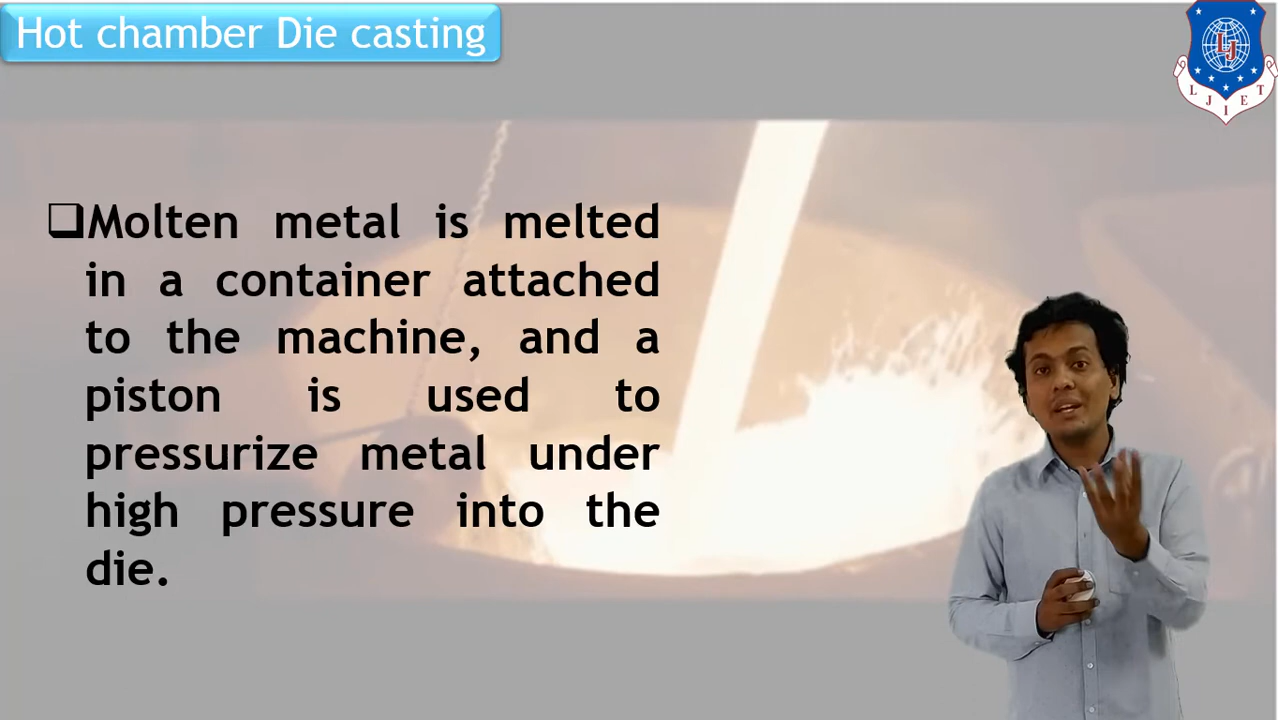 Hot chamber Die casting
LJ
L J I E T
❑Molten metal is melted
in a container attached
to the machine, and a
piston is used to
pressurize metal under
high pressure into the
die.